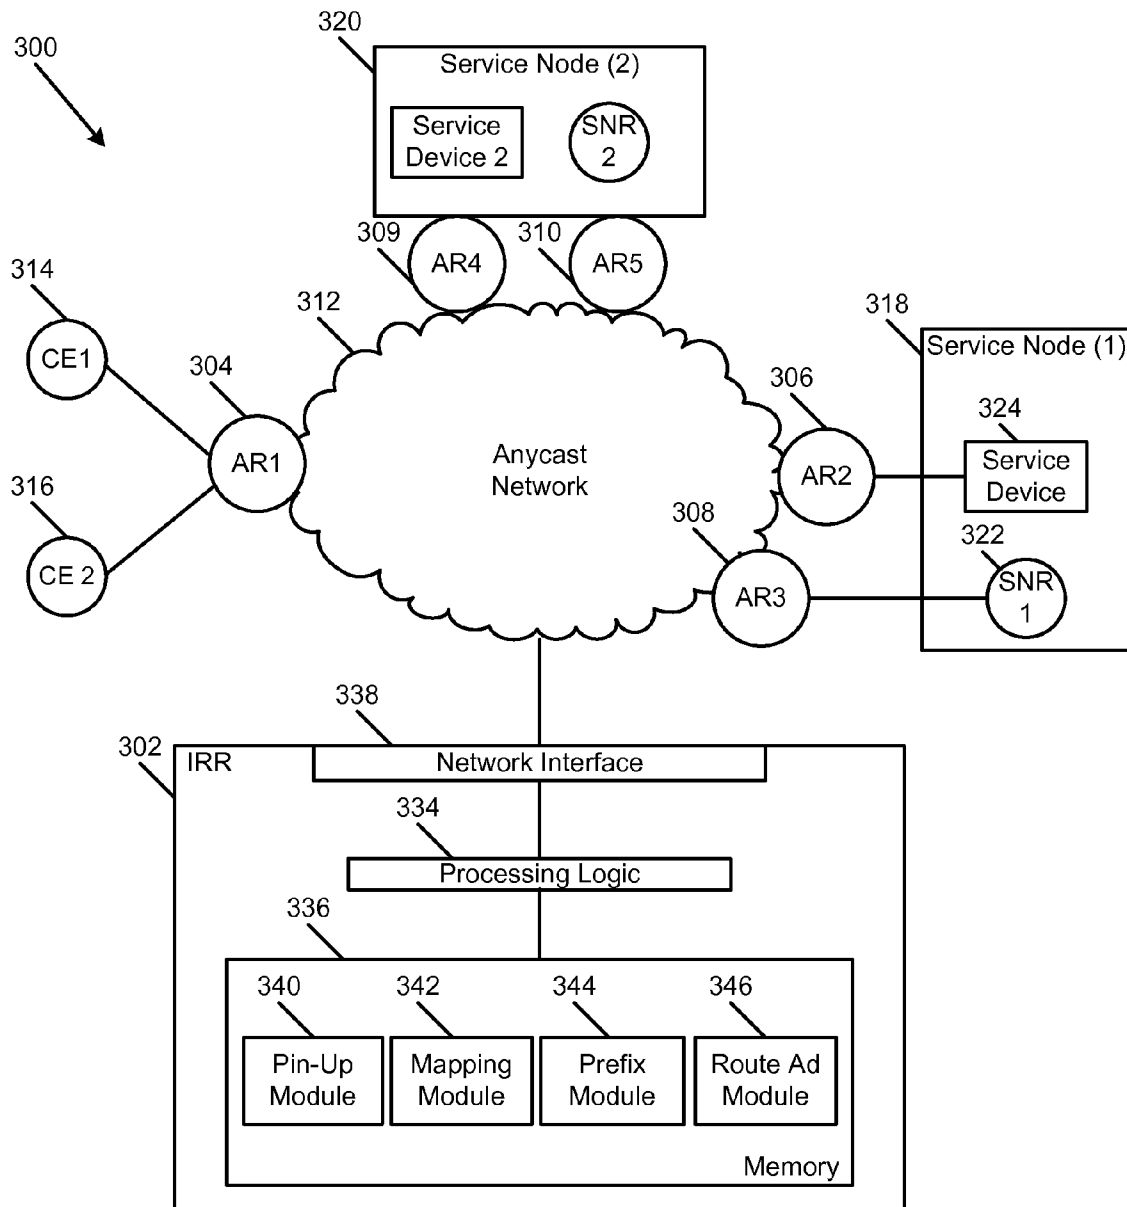 320
300
Service Node (2)
Service
Device 2
SNR
2
309
310
AR4
AR5
314
312
318
CE1
304
306
Service Node (1)
324
AR1
Anycast
Network
AR2
Service
Device
316
308
322
CE 2
AR3
SNR
1
338
302
IRR
Network Interface
334
Processing Logic
336
340
342
344
346
Pin-Up
Module
Mapping
Module
Prefix
Module
Route Ad
Module
Memory